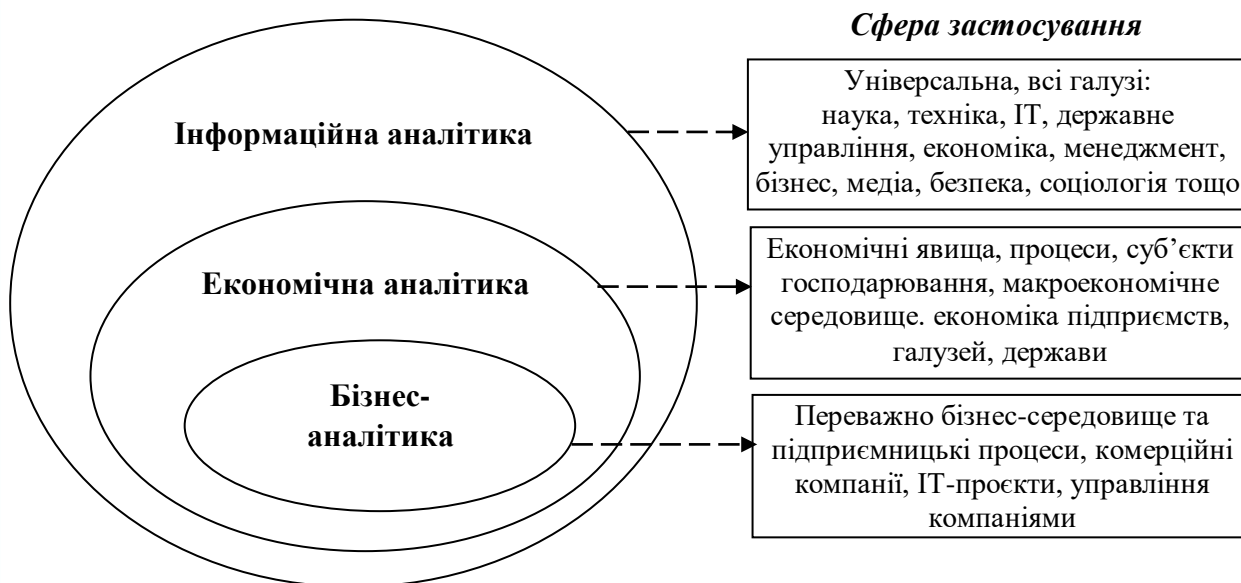 Сфера застосування
Інформаційна аналітика
Універсальна, всі галузі:
наука, техніка, ІТ, державне
управління, економіка, менеджмент,
бізнес, медіа, безпека, соціологія тощо
Економічна аналітика
Економічні явища, процеси, суб’єкти
господарювання, макроекономічне
середовище. економіка підприємств,
галузей, держави
Бізнес-
аналітика
Переважно бізнес-середовище та
підприємницькі процеси, комерційні
компанії, ІТ-проєкти, управління
компаніями